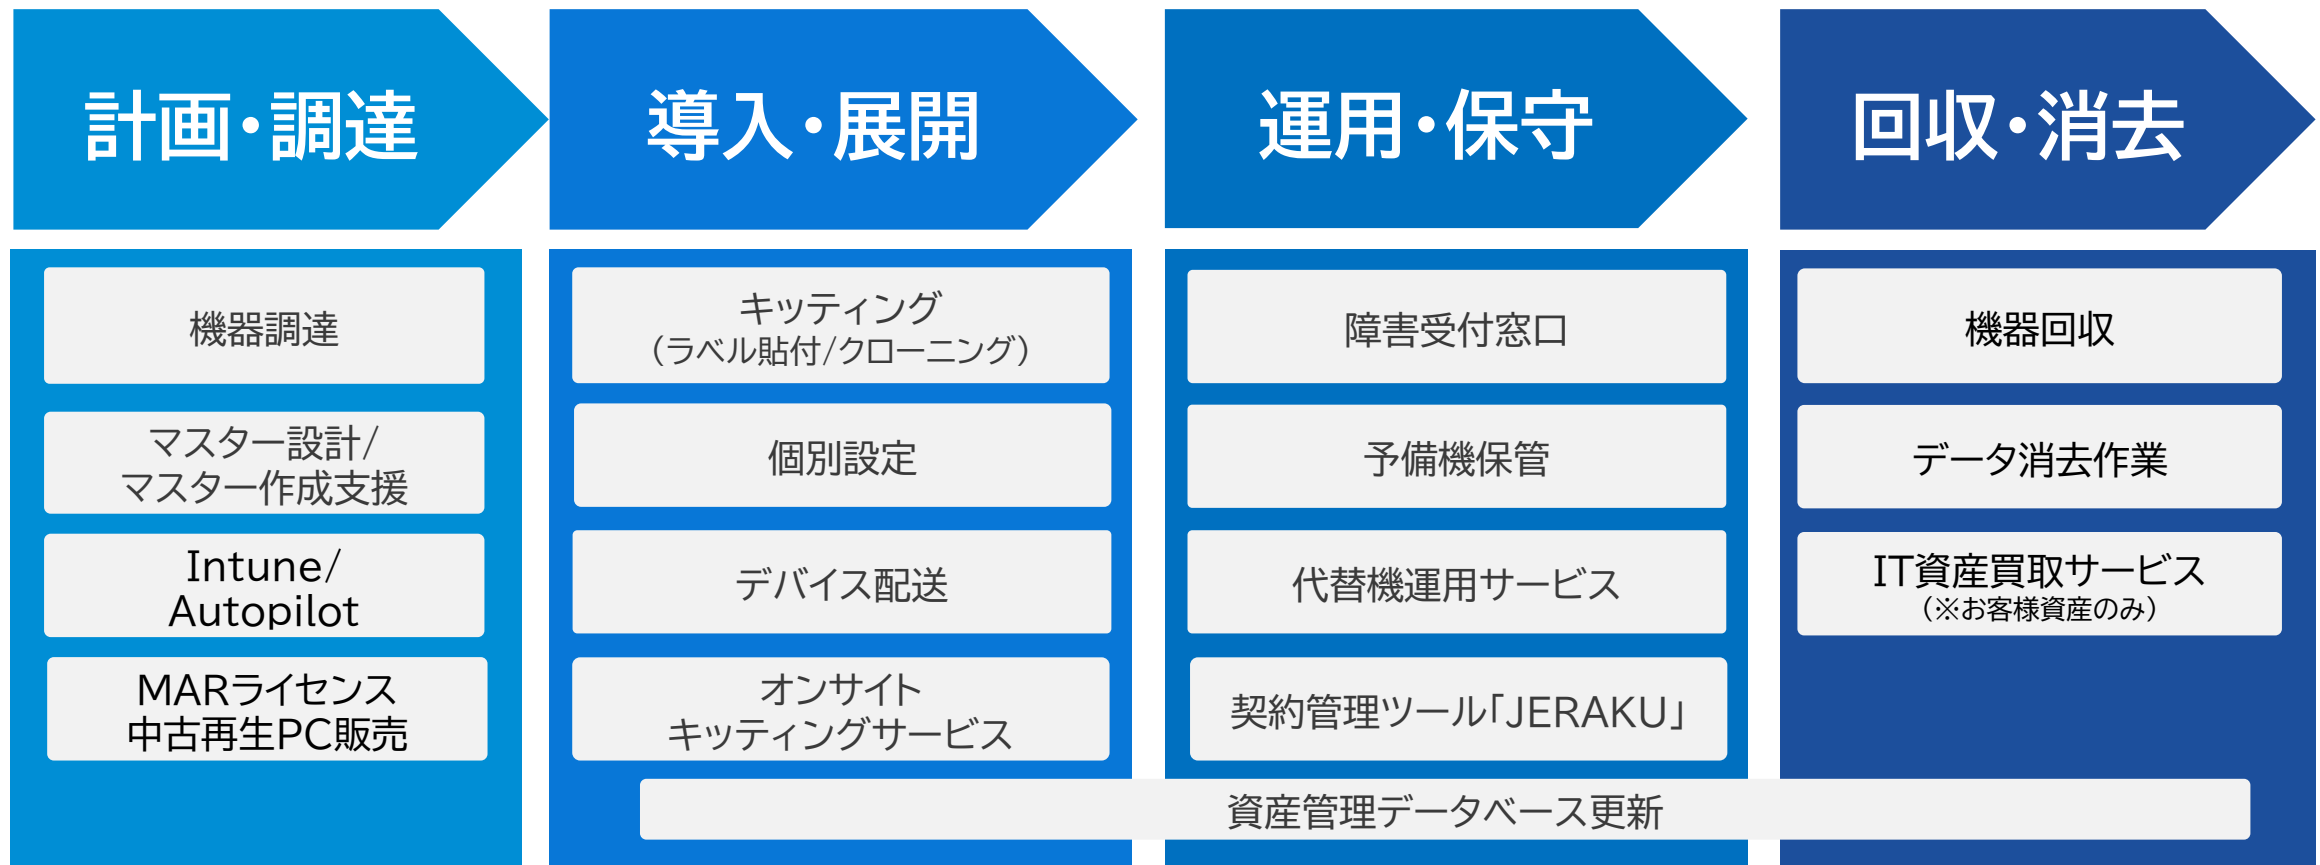 計画・調達
導入・展開
運用・保守
回収・消去
機器調達
マスター設計/
マスター作成支援
Intune/
Autopilot
MARライセンス
中古再生PC販売
キッティング
（ラベル貼付/クローニング）
個別設定
デバイス配送
オンサイト
キッティングサービス
障害受付窓口
予備機保管
代替機運用サービス
契約管理ツール「JERAKU」
機器回収
データ消去作業
IT資産買取サービス
（※お客様資産のみ）
資産管理データベース更新